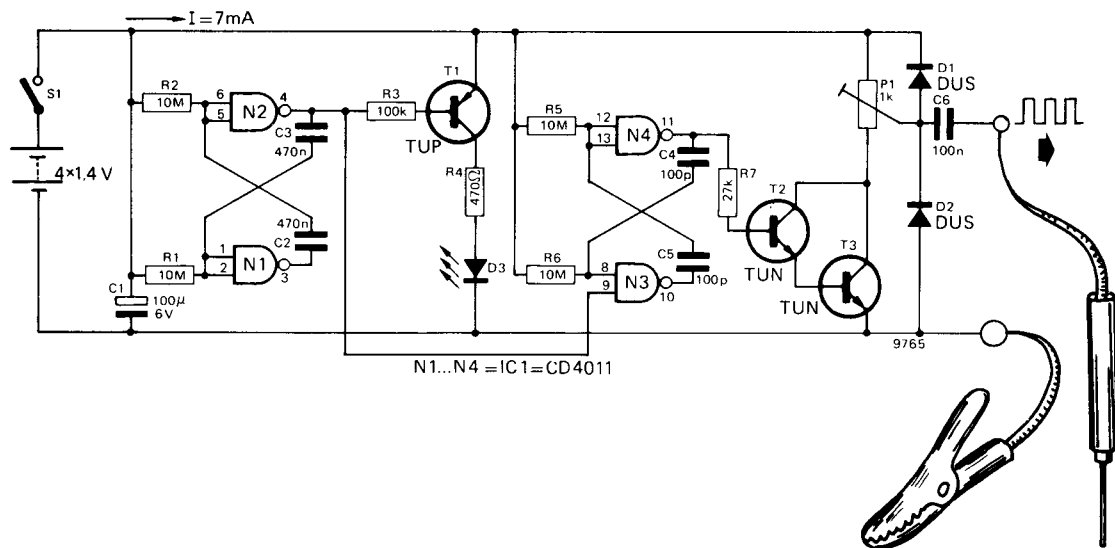 I = 7mA
S1
4×1,4 V
R2
10M
6
5
N2
4
C3
470n
R3
100k
T1
TUP
R4
470Ω
D3
R1
10M
1
2
N1
3
470n
C2
C1
100µ
6V
R5
10M
12
13
N4
11
C4
100p
R7
27k
T2
TUN
T3
TUN
R6
10M
8
9
N3
10
C5
100p
P1
1k
D1
DUS
C6
100n
D2
DUS
9765
N1...N4 = IC1 = CD4011